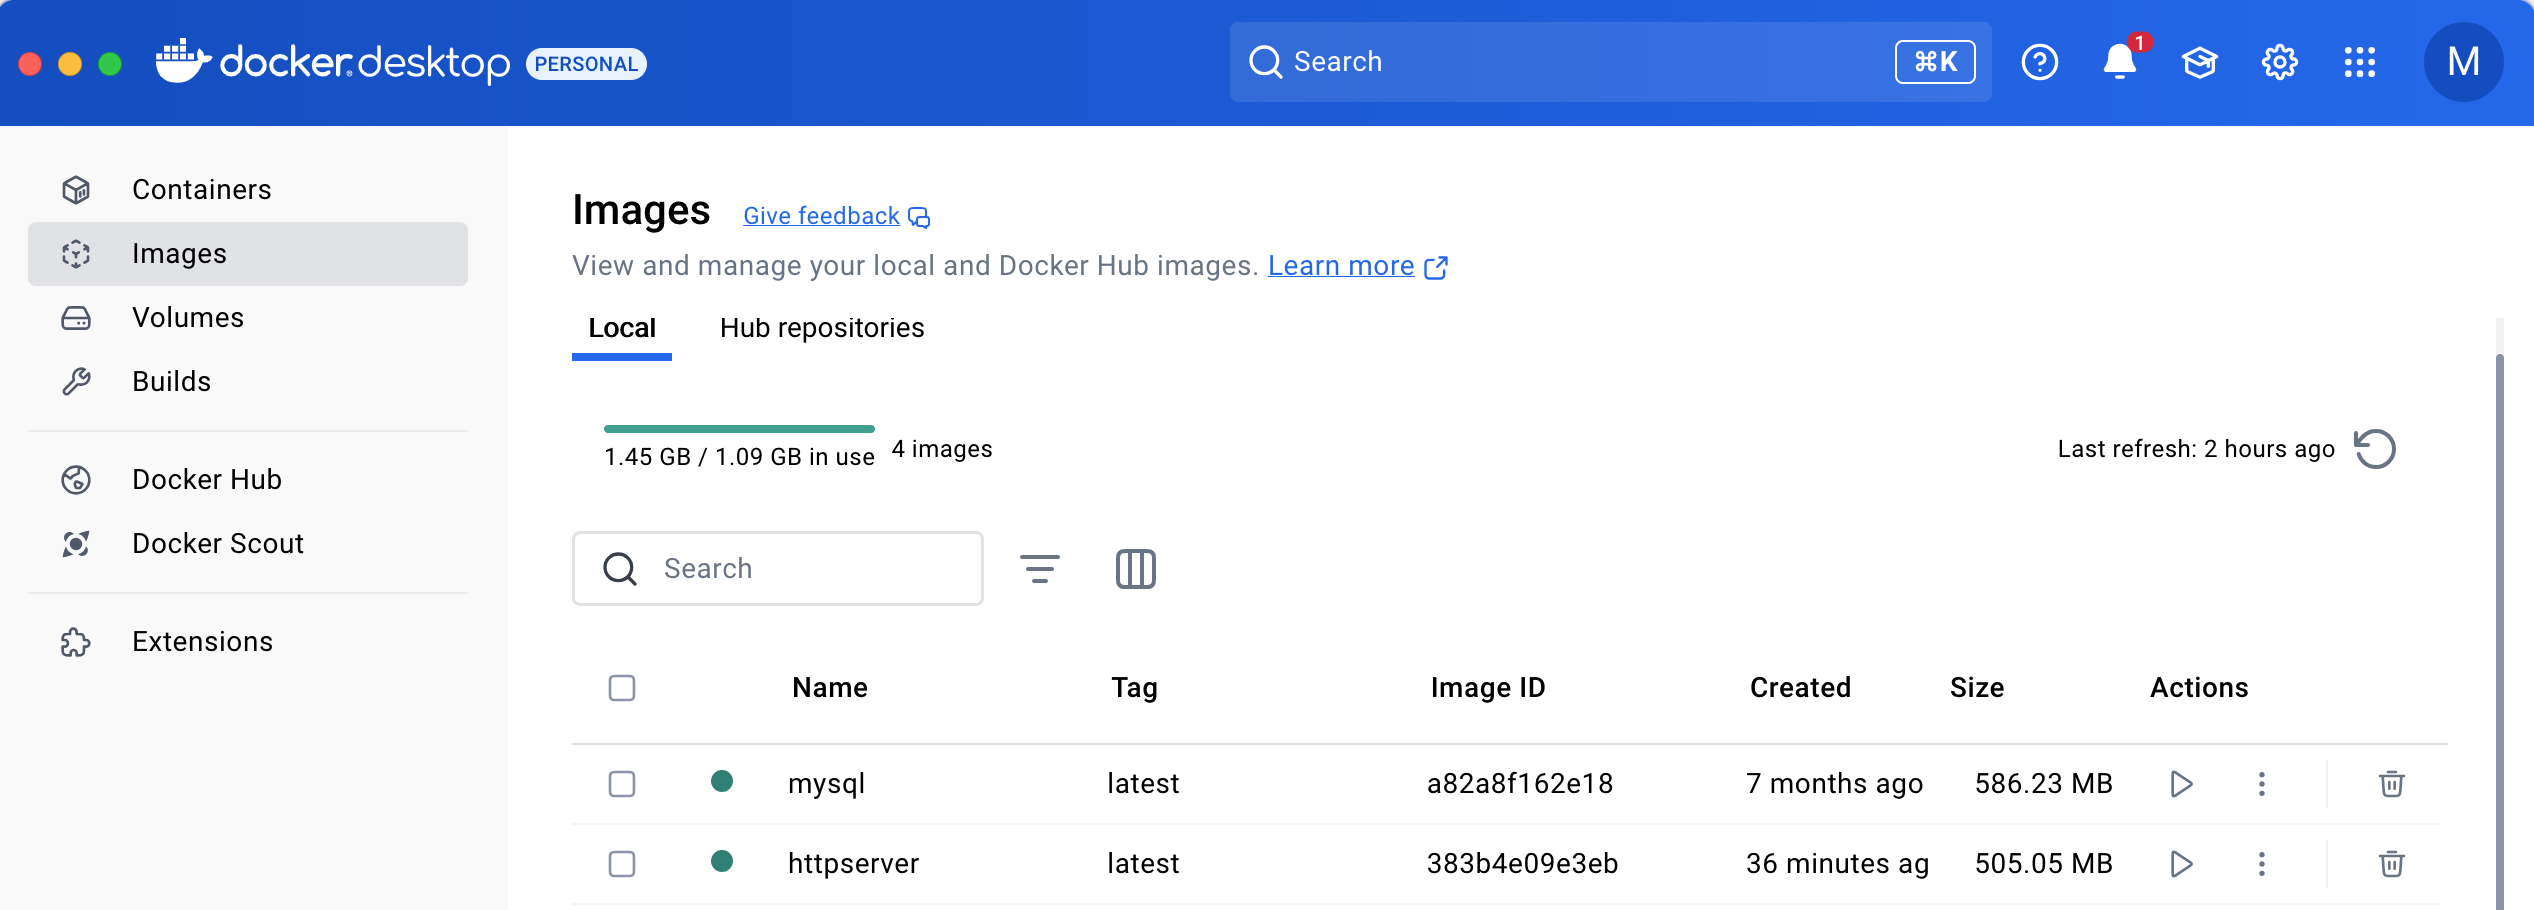 docker desktop PERSONAL
Search ⌘K
1
M
Containers
Images
Volumes
Builds
Docker Hub
Docker Scout
Extensions
Images Give feedback
View and manage your local and Docker Hub images. Learn more
Local Hub repositories
1.45 GB / 1.09 GB in use 4 images
Last refresh: 2 hours ago
Search
Name Tag Image ID Created Size Actions
mysql latest a82a8f162e18 7 months ago 586.23 MB
httpserver latest 383b4e09e3eb 36 minutes ag 505.05 MB